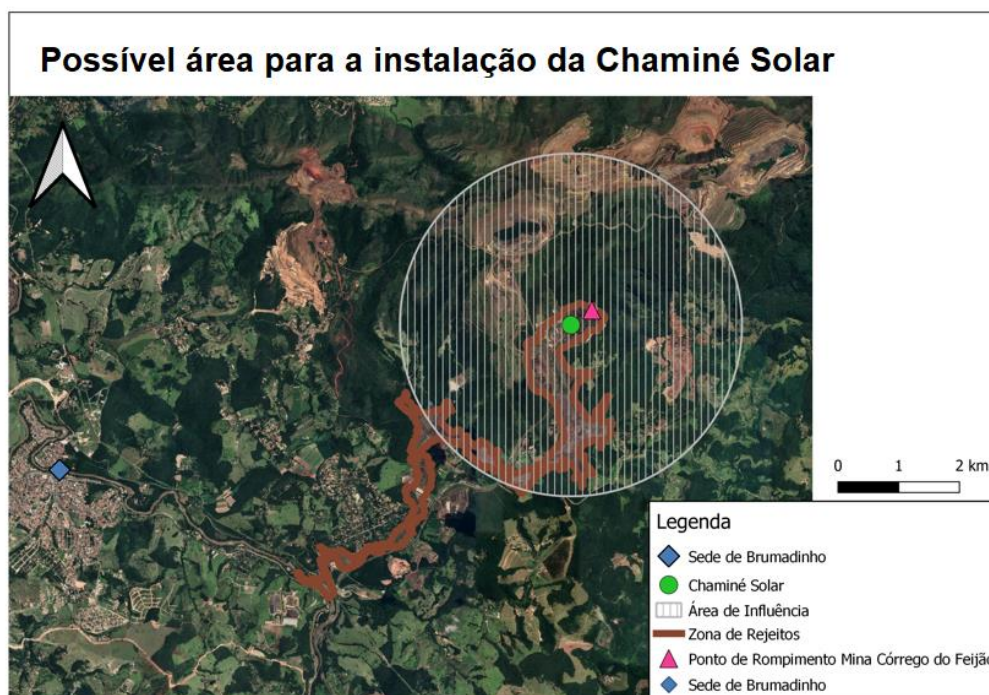 Possível área para a instalação da Chaminé Solar
0 1 2 km
Legenda
Sede de Brumadinho
Chaminé Solar
Área de Influência
Zona de Rejeitos
Ponto de Rompimento Mina Córrego do Feijão
Sede de Brumadinho